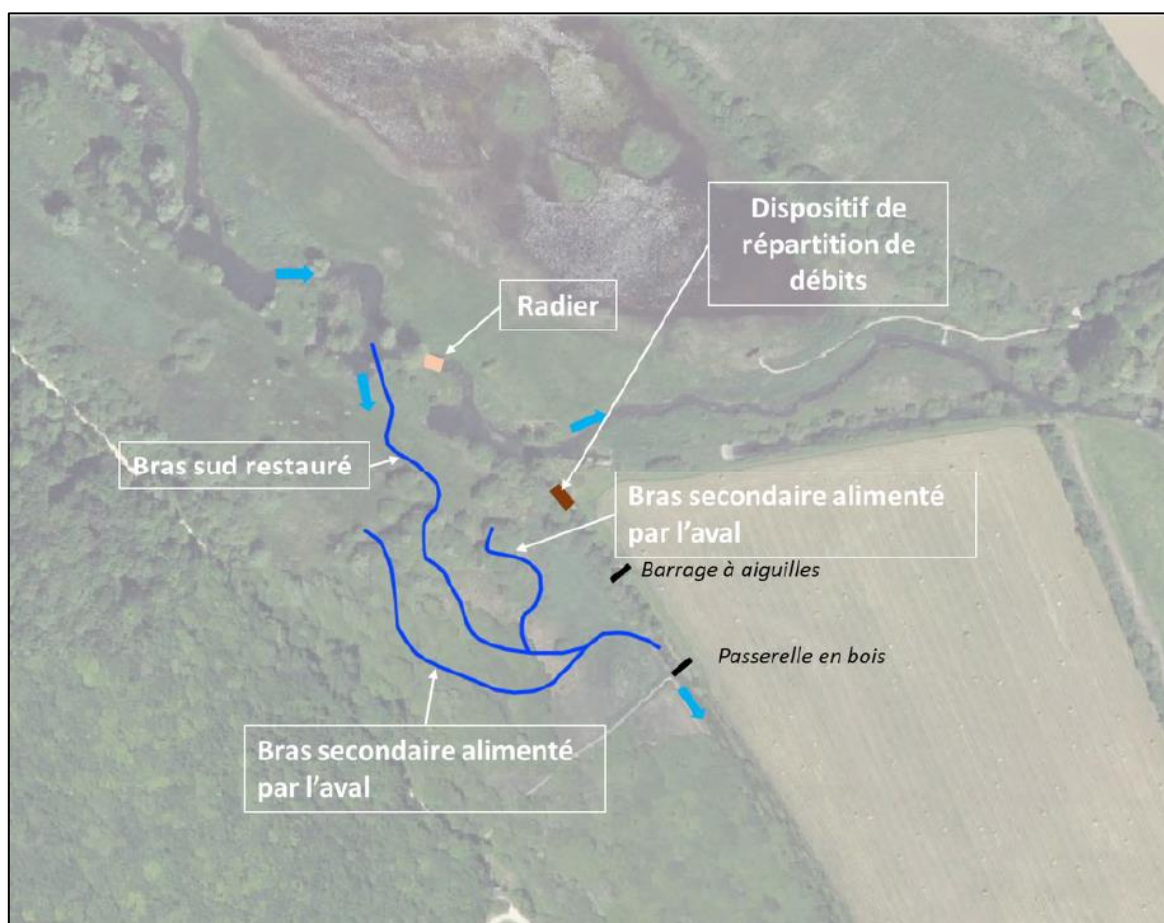 Dispositif de
répartition de
débits
Radier
Bras sud restauré
Bras secondaire alimenté
par l'aval
Barrage à aiguilles
Passerelle en bois
Bras secondaire alimenté
par l'aval